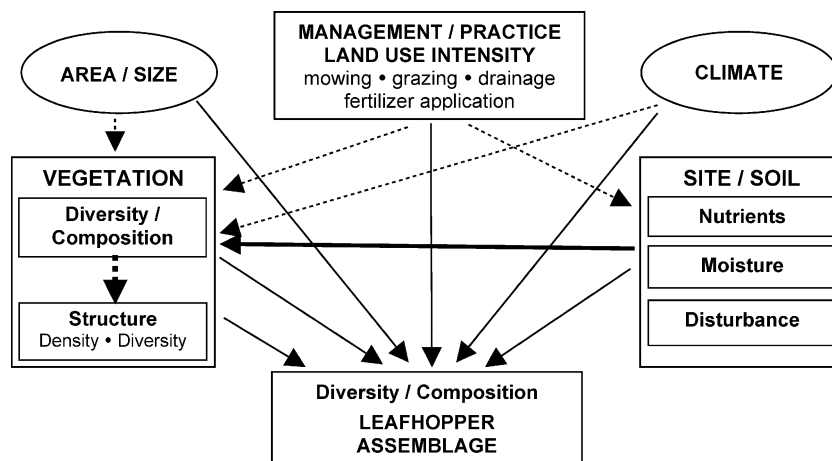 AREA / SIZE
MANAGEMENT / PRACTICE
LAND USE INTENSITY
mowing • grazing • drainage
fertilizer application
CLIMATE
VEGETATION
Diversity /
Composition
Structure
Density • Diversity
SITE / SOIL
Nutrients
Moisture
Disturbance
Diversity / Composition
LEAFHOPPER
ASSEMBLAGE